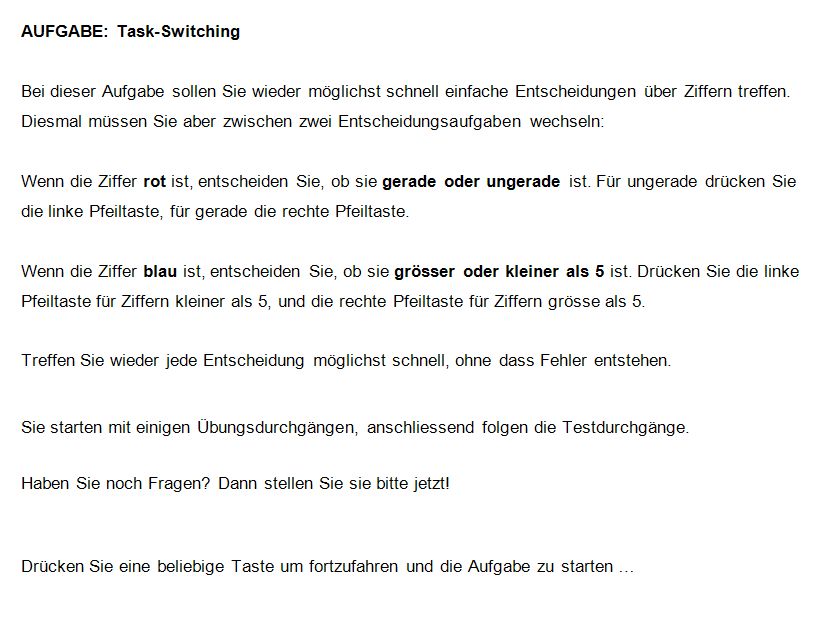 AUFGABE: Task-Switching
Bei dieser Aufgabe sollen Sie wieder möglichst schnell einfache Entscheidungen über Ziffern treffen.
Diesmal müssen Sie aber zwischen zwei Entscheidungsaufgaben wechseln:
Wenn die Ziffer rot ist, entscheiden Sie, ob sie gerade oder ungerade ist. Für ungerade drücken Sie
die linke Pfeiltaste, für gerade die rechte Pfeiltaste.
Wenn die Ziffer blau ist, entscheiden Sie, ob sie grösser oder kleiner als 5 ist. Drücken Sie die linke
Pfeiltaste für Ziffern kleiner als 5, und die rechte Pfeiltaste für Ziffern grösse als 5.
Treffen Sie wieder jede Entscheidung möglichst schnell, ohne dass Fehler entstehen.
Sie starten mit einigen Übungsdurchgängen, anschliessend folgen die Testdurchgänge.
Haben Sie noch Fragen? Dann stellen Sie sie bitte jetzt!
Drücken Sie eine beliebige Taste um fortzufahren und die Aufgabe zu starten …